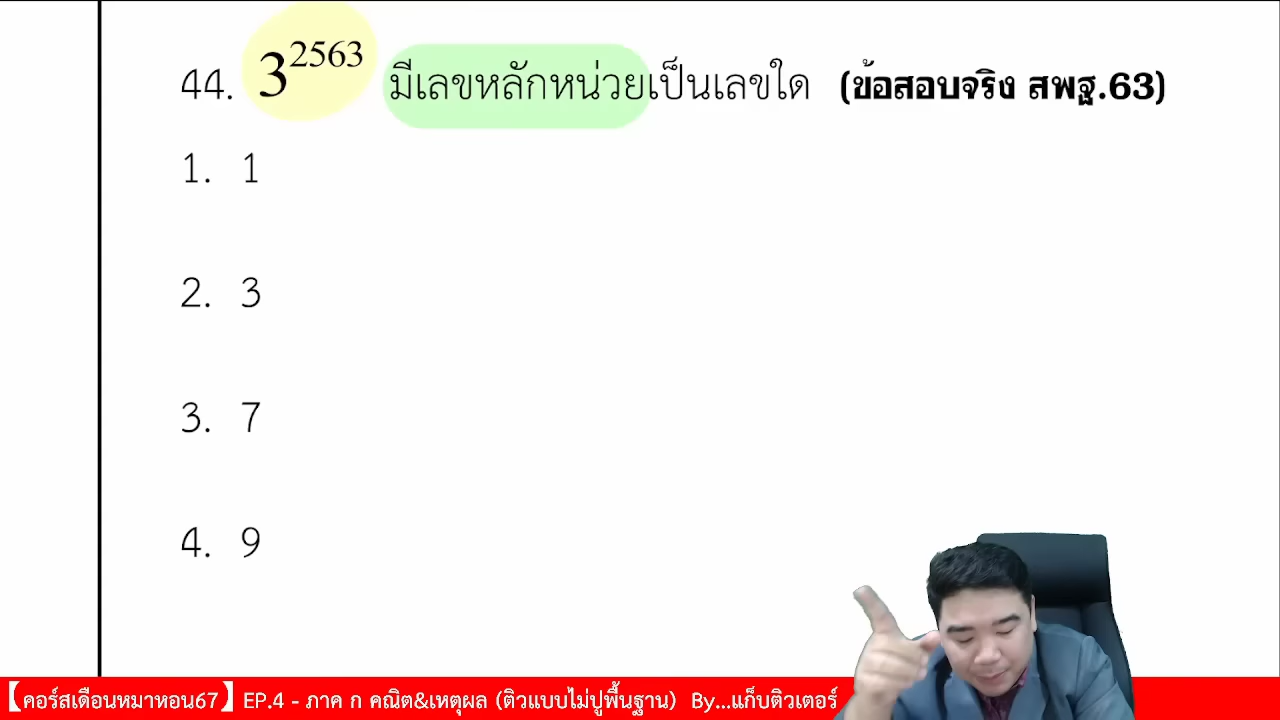 44. 3^2563 มีเลขหลักหน่วยเป็นเลขใด (ข้อสอบจริง สพฐ.63)
1. 1
2. 3
3. 7
4. 9
【คอร์สเดือนหมาหอน67】 EP.4 - ภาค ก คณิต&เหตุผล (ติวแบบไม่ปูพื้นฐาน) By...แก็บติวเตอร์